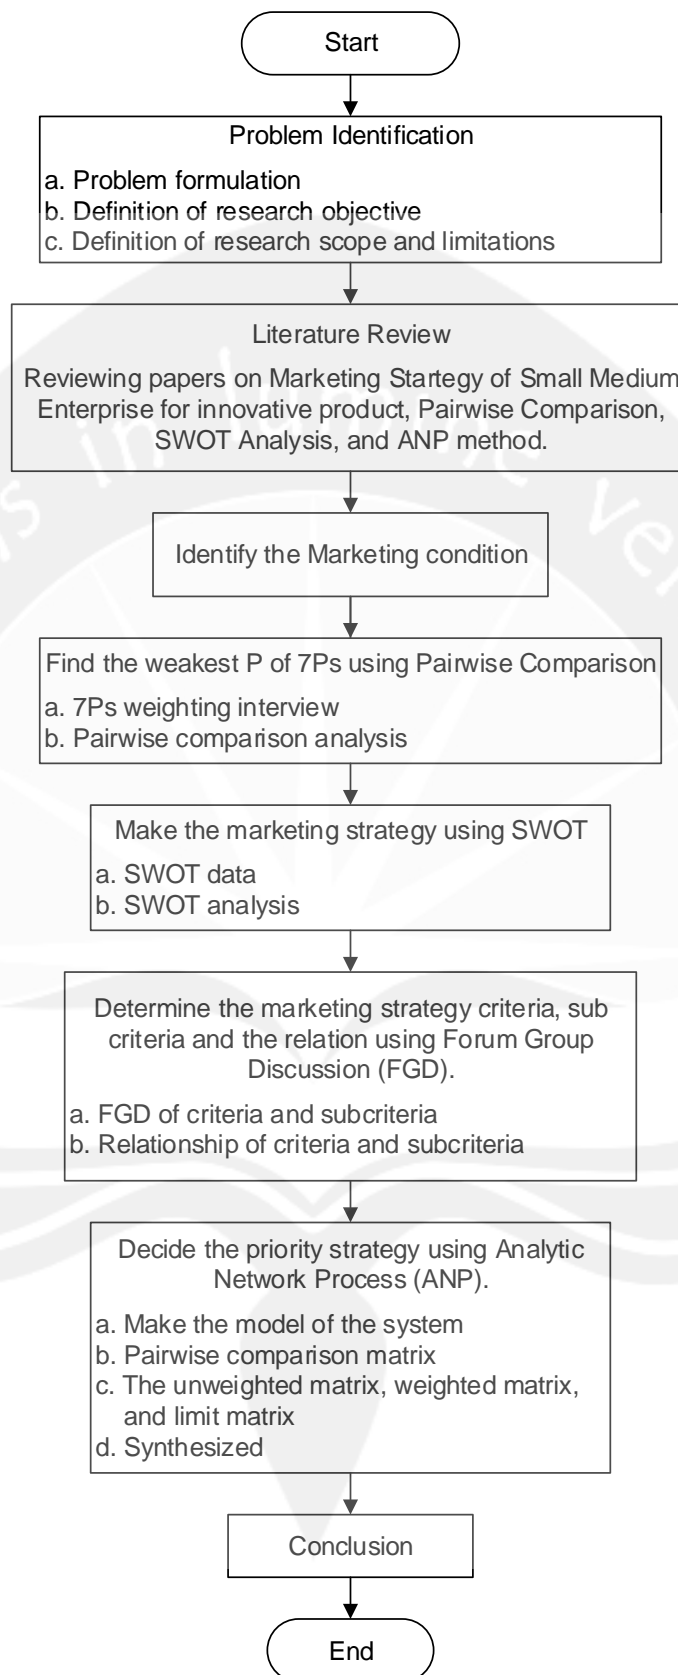 Start
Problem Identification
a. Problem formulation
b. Definition of research objective
c. Definition of research scope and limitations
Literature Review
Reviewing papers on Marketing Startegy of Small Medium
Enterprise for innovative product, Pairwise Comparison,
SWOT Analysis, and ANP method.
in lumine
Identify the Marketing condition
Find the weakest P of 7Ps using Pairwise Comparison
a. 7Ps weighting interview
b. Pairwise comparison analysis
Make the marketing strategy using SWOT
a. SWOT data
b. SWOT analysis
Determine the marketing strategy criteria, sub
criteria and the relation using Forum Group
Discussion (FGD).
a. FGD of criteria and subcriteria
b. Relationship of criteria and subcriteria
Decide the priority strategy using Analytic
Network Process (ANP).
a. Make the model of the system
b. Pairwise comparison matrix
c. The unweighted matrix, weighted matrix,
and limit matrix
d. Synthesized
Conclusion
End